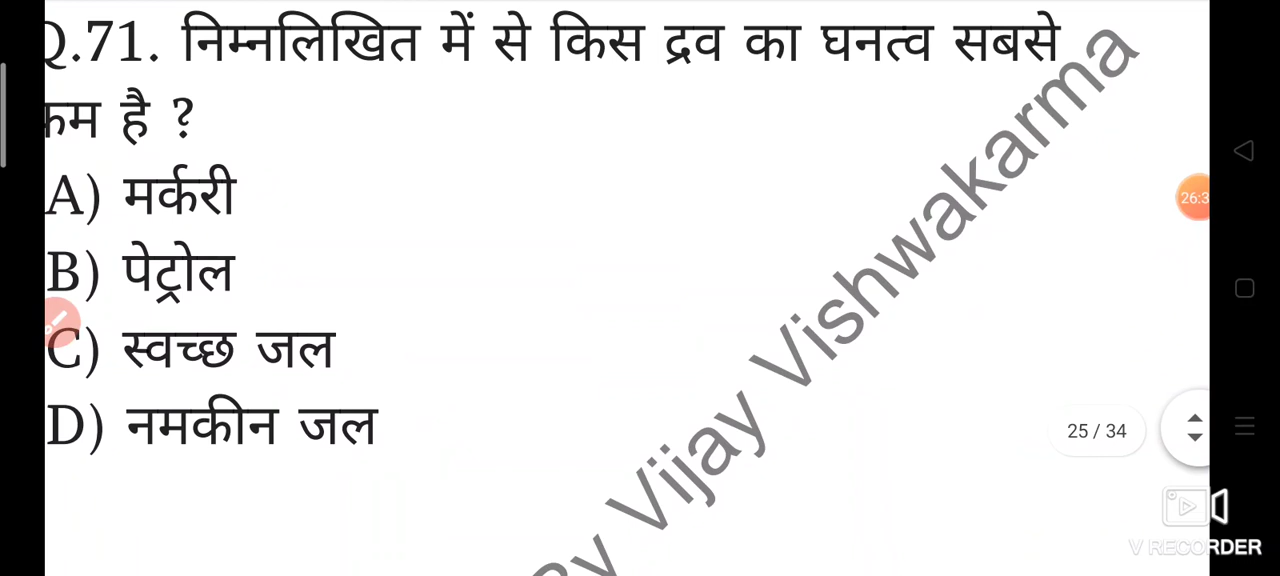 Q.71. निम्नलिखित में से किस द्रव का घनत्व सबसे
कम है ?
A) मर्करी
B) पेट्रोल
C) स्वच्छ जल
D) नमकीन जल
By Vijay Vishwakarma
26:3
25 / 34
V RECORDER